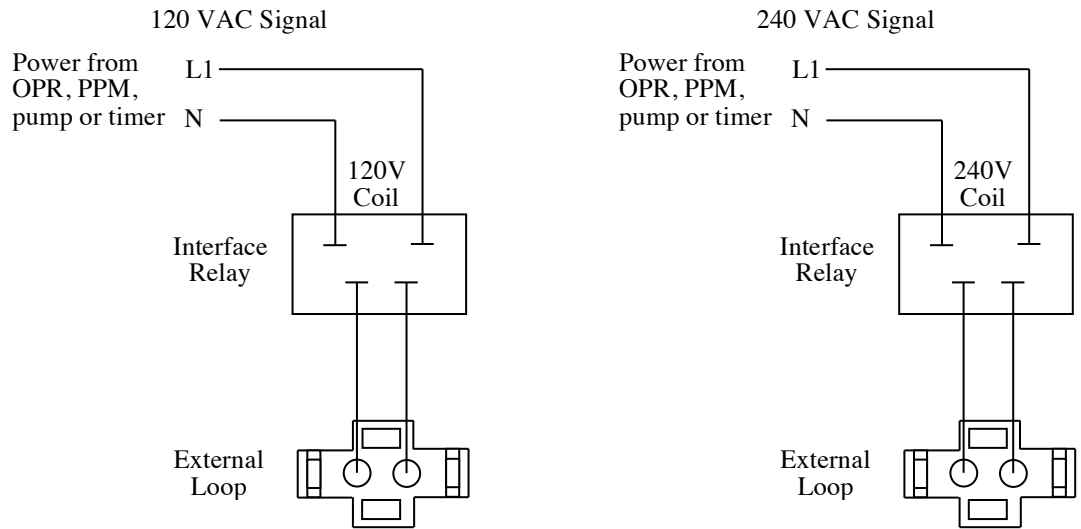 120 VAC Signal
Power from
OPR, PPM,
pump or timer
L1
N
120V
Coil
Interface
Relay
External
Loop
240 VAC Signal
Power from
OPR, PPM,
pump or timer
L1
N
240V
Coil
Interface
Relay
External
Loop